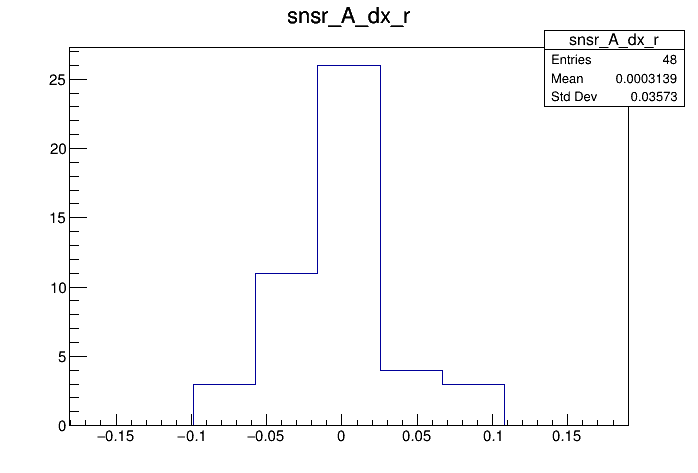 snsr_A_dx_r
snsr_A_dx_r
Entries 48
Mean 0.0003139
Std Dev 0.03573
25
20
15
10
5
0
−0.15 −0.1 −0.05 0 0.05 0.1 0.15